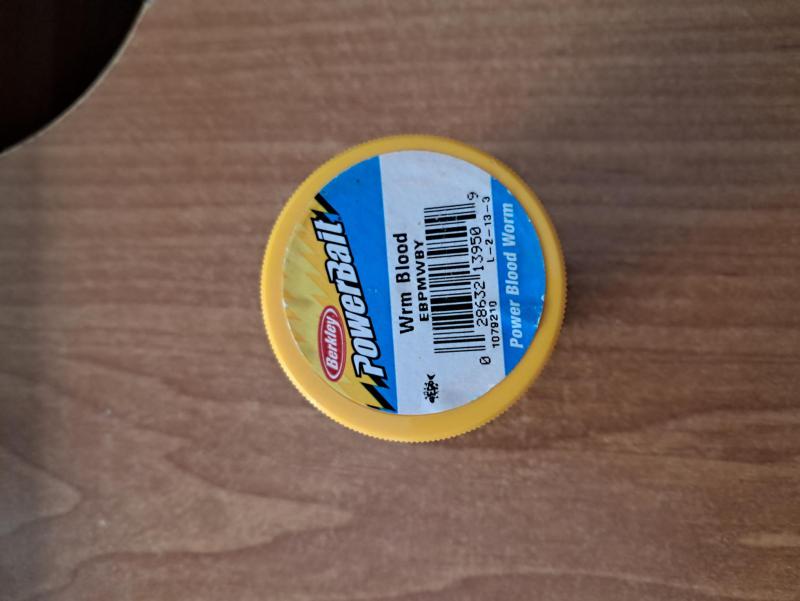 Berkley
PowerBait
Wrm Blood
EBPMWBY
0 28632 13950 9
1079210 L-2-13-3
Power Blood Worm